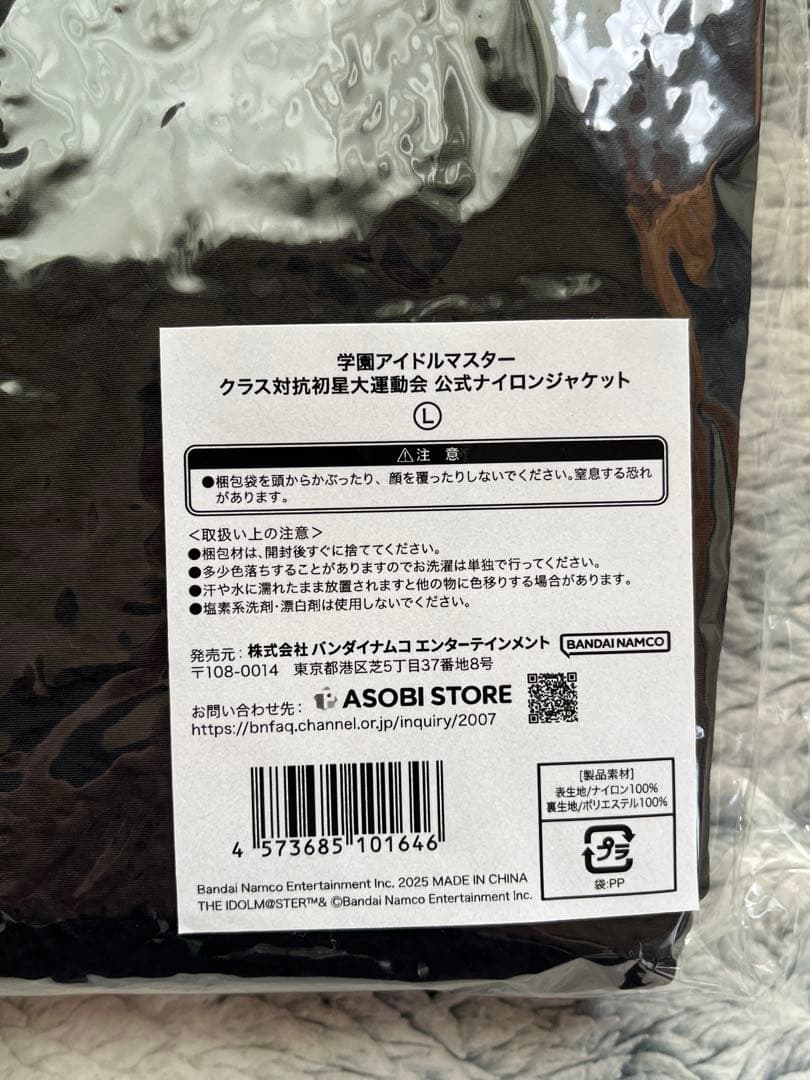 学園アイドルマスター
クラス対抗初星大運動会 公式ナイロンジャケット
L
⚠注 意
●梱包袋を頭からかぶったり、顔を覆ったりしないでください。窒息する恐れ
があります。
＜取扱い上の注意＞
●梱包材は、開封後すぐに捨ててください。
●多少色落ちすることがありますのでお洗濯は単独で行ってください。
●汗や水に濡れたまま放置されますと他の物に色移りする場合があります。
●塩素系洗剤・漂白剤は使用しないでください。
発売元：株式会社 バンダイナムコ エンターテインメント BANDAI NAMCO
〒108-0014 東京都港区芝5丁目37番地8号
お問い合わせ先： ASOBI STORE
https://bnfaq.channel.or.jp/inquiry/2007
[製品素材]
表生地/ナイロン100%
裏生地/ポリエステル100%
プラ
袋:PP
4 573685 101646
Bandai Namco Entertainment Inc. 2025 MADE IN CHINA
THE IDOLM@STER™& ©Bandai Namco Entertainment Inc.